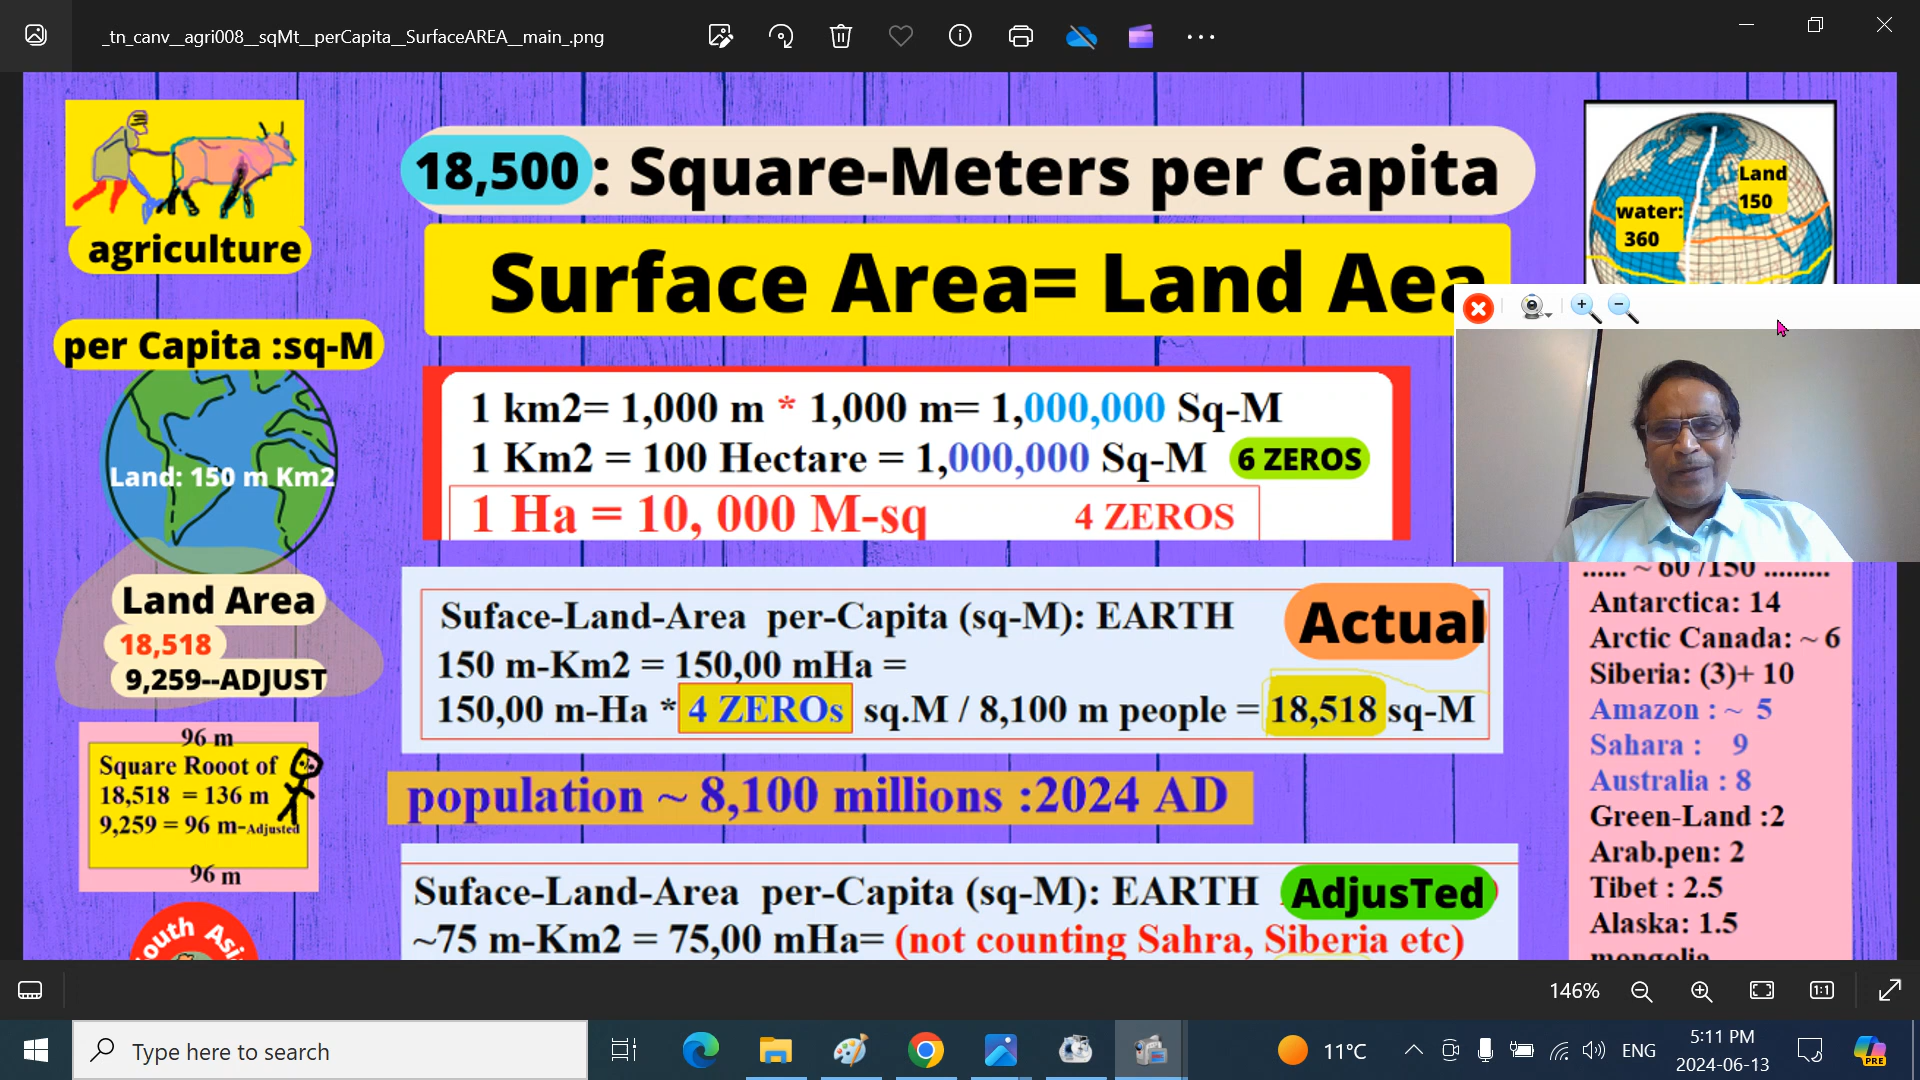 _tn_canv__agri008__sqMt__perCapita__SurfaceAREA__main_.png
agriculture
18,500 : Square-Meters per Capita
Surface Area= Land Aea
Land
150
water:
360
per Capita :sq-M
Land: 150 m Km2
1 km2= 1,000 m * 1,000 m= 1,000,000 Sq-M
1 Km2 = 100 Hectare = 1,000,000 Sq-M 6 ZEROS
1 Ha = 10, 000 M-sq 4 ZEROS
Land Area
18,518
9,259--ADJUST
Suface-Land-Area per-Capita (sq-M): EARTH Actual
150 m-Km2 = 150,00 mHa =
150,00 m-Ha * 4 ZEROs sq.M / 8,100 m people = 18,518 sq-M
96 m
Square Rooot of
18,518 = 136 m
9,259 = 96 m-Adjusted
96 m
population ~ 8,100 millions :2024 AD
Suface-Land-Area per-Capita (sq-M): EARTH AdjusTed
~75 m-Km2 = 75,00 mHa= (not counting Sahra, Siberia etc)
...... ~ 60 /150 .........
Antarctica: 14
Arctic Canada: ~ 6
Siberia: (3)+ 10
Amazon : ~ 5
Sahara : 9
Australia : 8
Green-Land :2
Arab.pen: 2
Tibet : 2.5
Alaska: 1.5
mongolia
146%
1:1
Type here to search
11°C
ENG
5:11 PM
2024-06-13
PRE